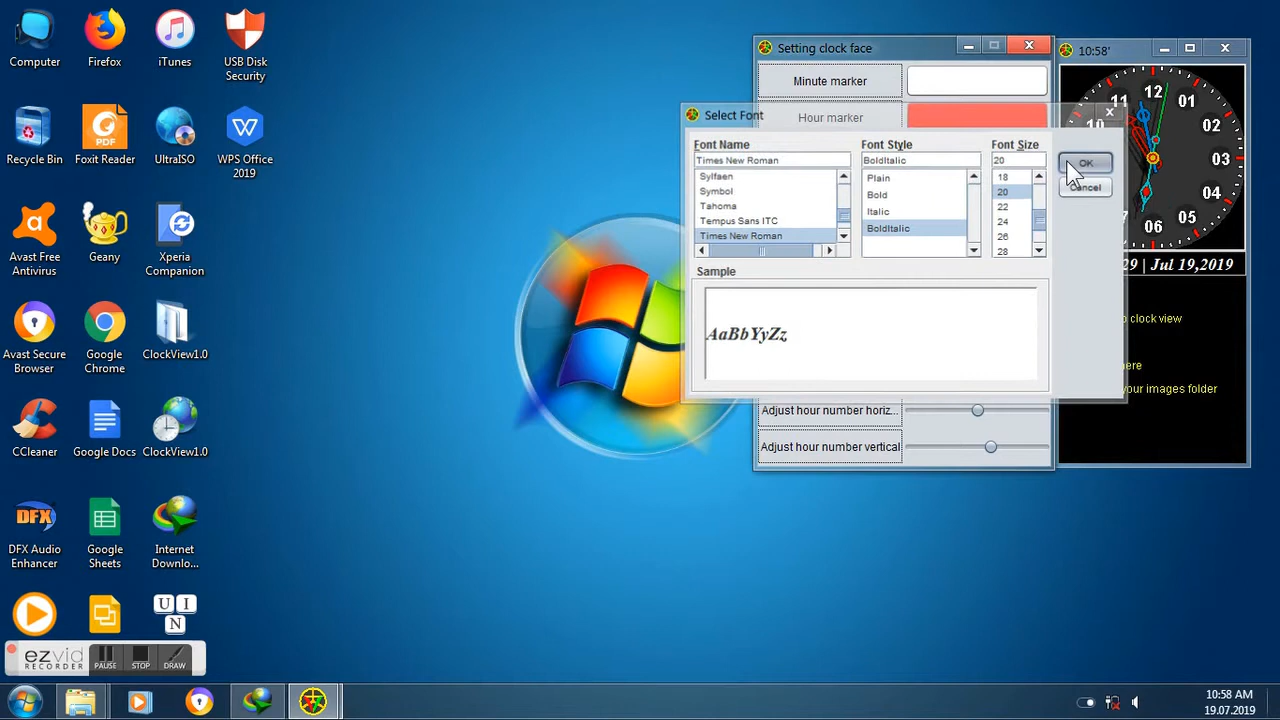 Computer
Firefox
iTunes
USB Disk
Security
Recycle Bin
Foxit Reader
PDF
UltraISO
WPS Office
2019
Avast Free
Antivirus
Geany
Xperia
Companion
Avast Secure
Browser
Google
Chrome
ClockView1.0
CCleaner
Google Docs
ClockView1.0
DFX
DFX Audio
Enhancer
Google
Sheets
Internet
Downlo...
U I
N
ezvid
RECORDER
PAUSE
STOP
DRAW
Setting clock face
Minute marker
Hour marker
Select Font
Font Name
Font Style
Font Size
Times New Roman
BoldItalic
20
Sylfaen
Symbol
Tahoma
Tempus Sans ITC
Times New Roman
Plain
Bold
Italic
BoldItalic
18
20
22
24
26
28
OK
Cancel
Sample
AaBbYyZz
Adjust hour number horiz...
Adjust hour number vertical
10:58'
12
01
02
03
04
05
06
10
11
29 | Jul 19,2019
clock view
here
your images folder
10:58 AM
19.07.2019